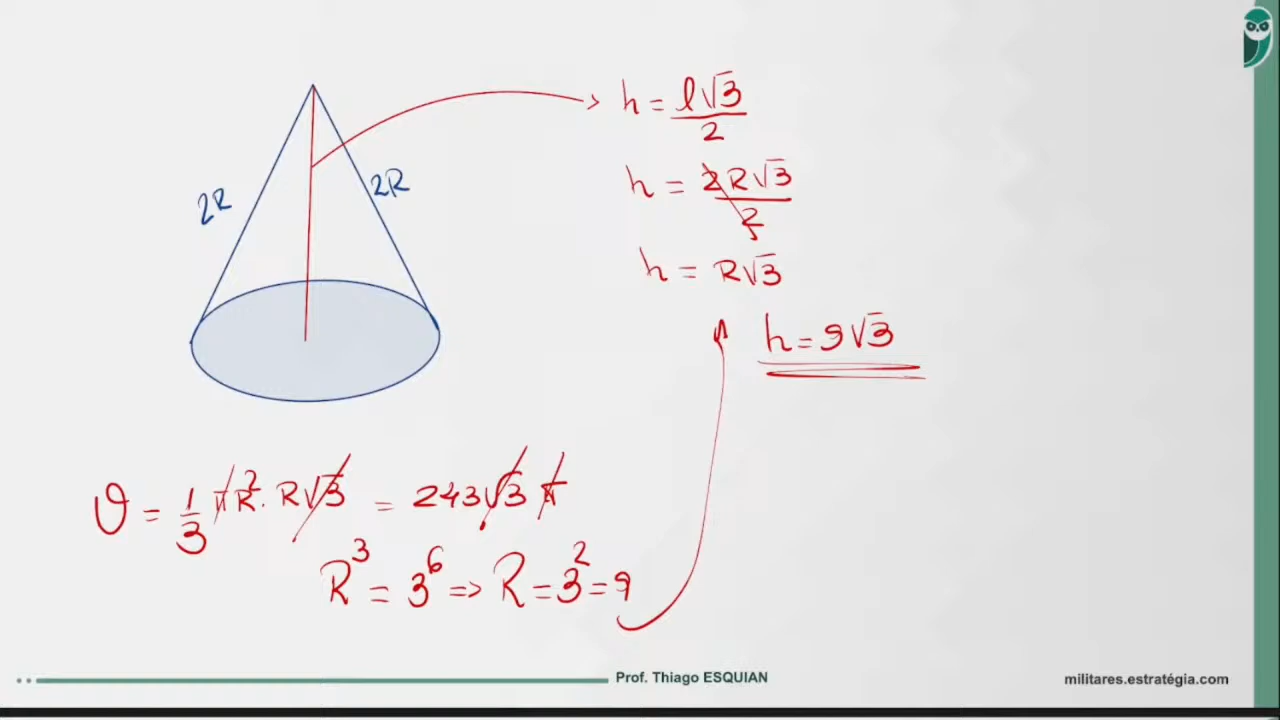 h = l√3/2
2R
2R
h = 2R√3/2
h = R√3
h = 9√3
V = 1/3 πR². R√3 = 243√3 π
R³ = 3⁶ => R = 3² = 9
Prof. Thiago ESQUIAN
militares.estratégia.com